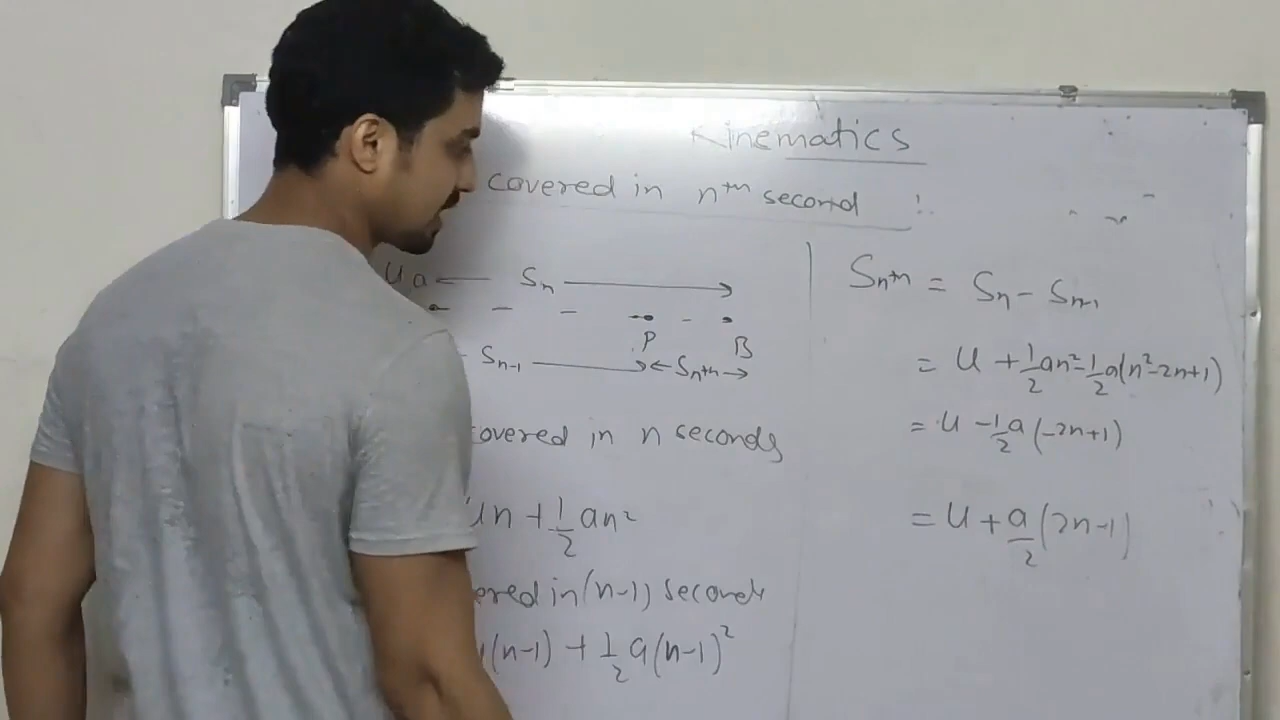 Kinematics
covered in nth second :
U a ← Sn →
P B
Sn-1 → ← Snth →
covered in n seconds
un + 1/2 an²
ered in (n-1) seconds
u(n-1) + 1/2 a(n-1)²
Snth = Sn - Sn-1
= U + 1/2 an² - 1/2 a(n²-2n+1)
= U - 1/2 a (-2n+1)
= U + a/2 (2n-1)